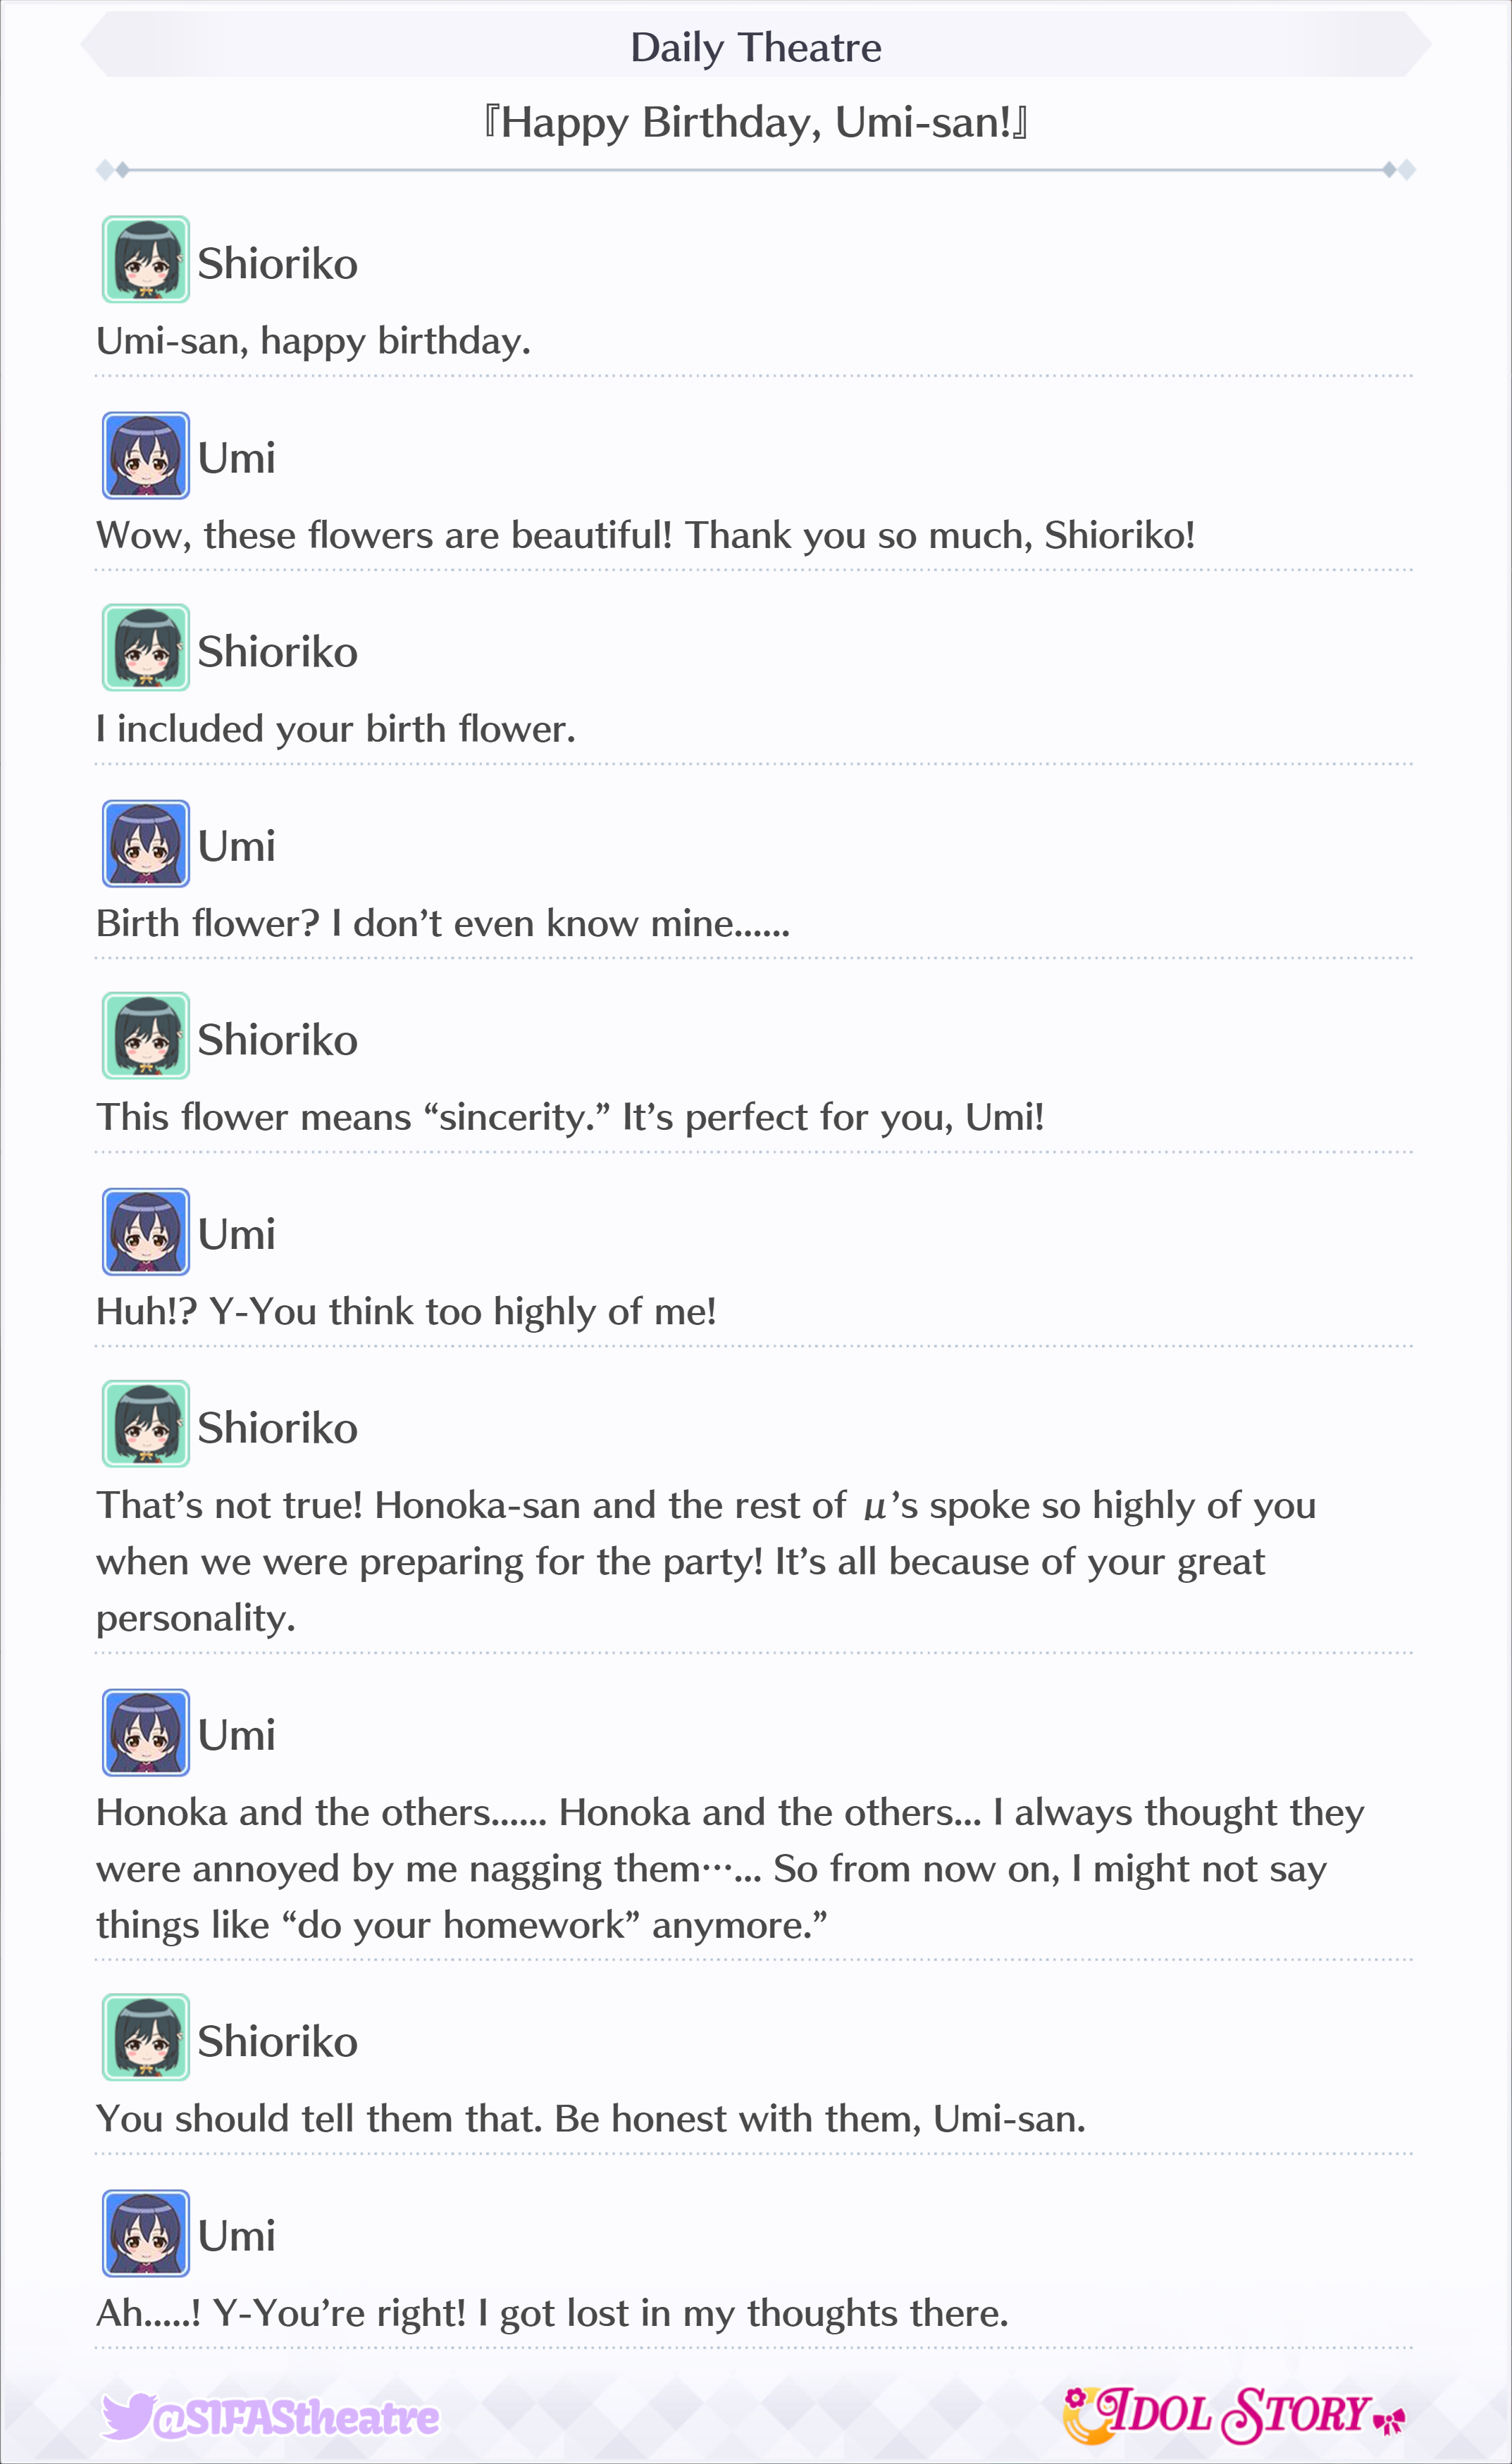 Daily Theatre
『Happy Birthday, Umi-san!』
Shioriko
Umi-san, happy birthday.
Umi
Wow, these flowers are beautiful! Thank you so much, Shioriko!
Shioriko
I included your birth flower.
Umi
Birth flower? I don’t even know mine......
Shioriko
This flower means “sincerity.” It’s perfect for you, Umi!
Umi
Huh!? Y-You think too highly of me!
Shioriko
That’s not true! Honoka-san and the rest of μ’s spoke so highly of you
when we were preparing for the party! It’s all because of your great
personality.
Umi
Honoka and the others...... Honoka and the others... I always thought they
were annoyed by me nagging them⋯... So from now on, I might not say
things like “do your homework” anymore.”
Shioriko
You should tell them that. Be honest with them, Umi-san.
Umi
Ah.....! Y-You’re right! I got lost in my thoughts there.
@SIFAStheatre
IDOL STORY